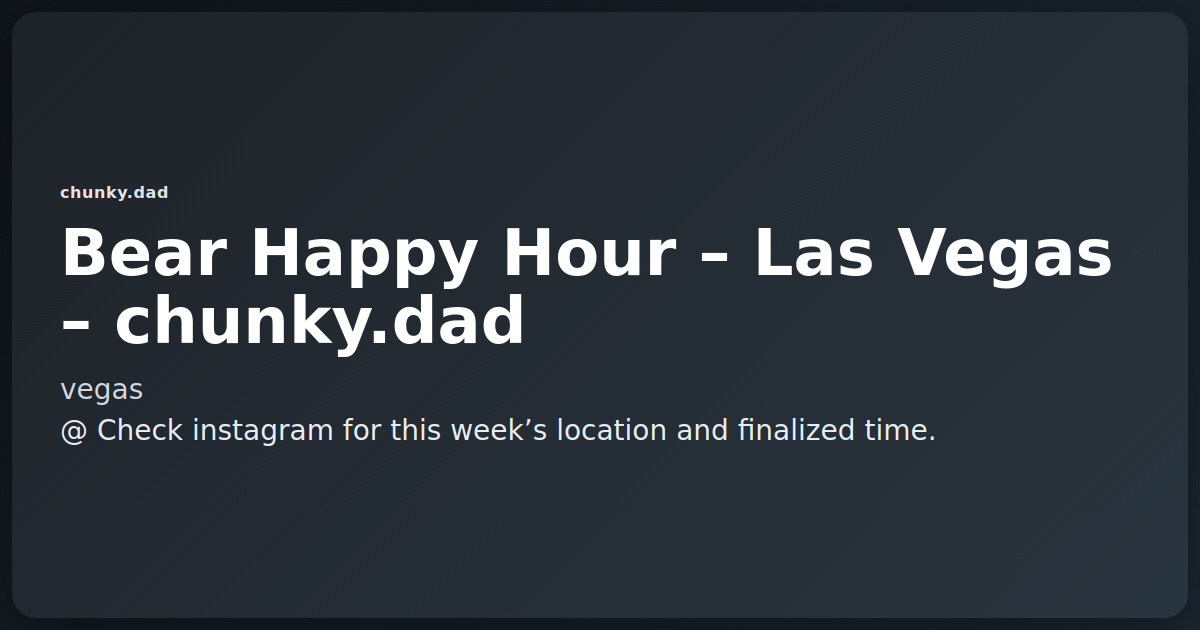 chunky.dad
Bear Happy Hour – Las Vegas
– chunky.dad
vegas
@ Check instagram for this week’s location and finalized time.